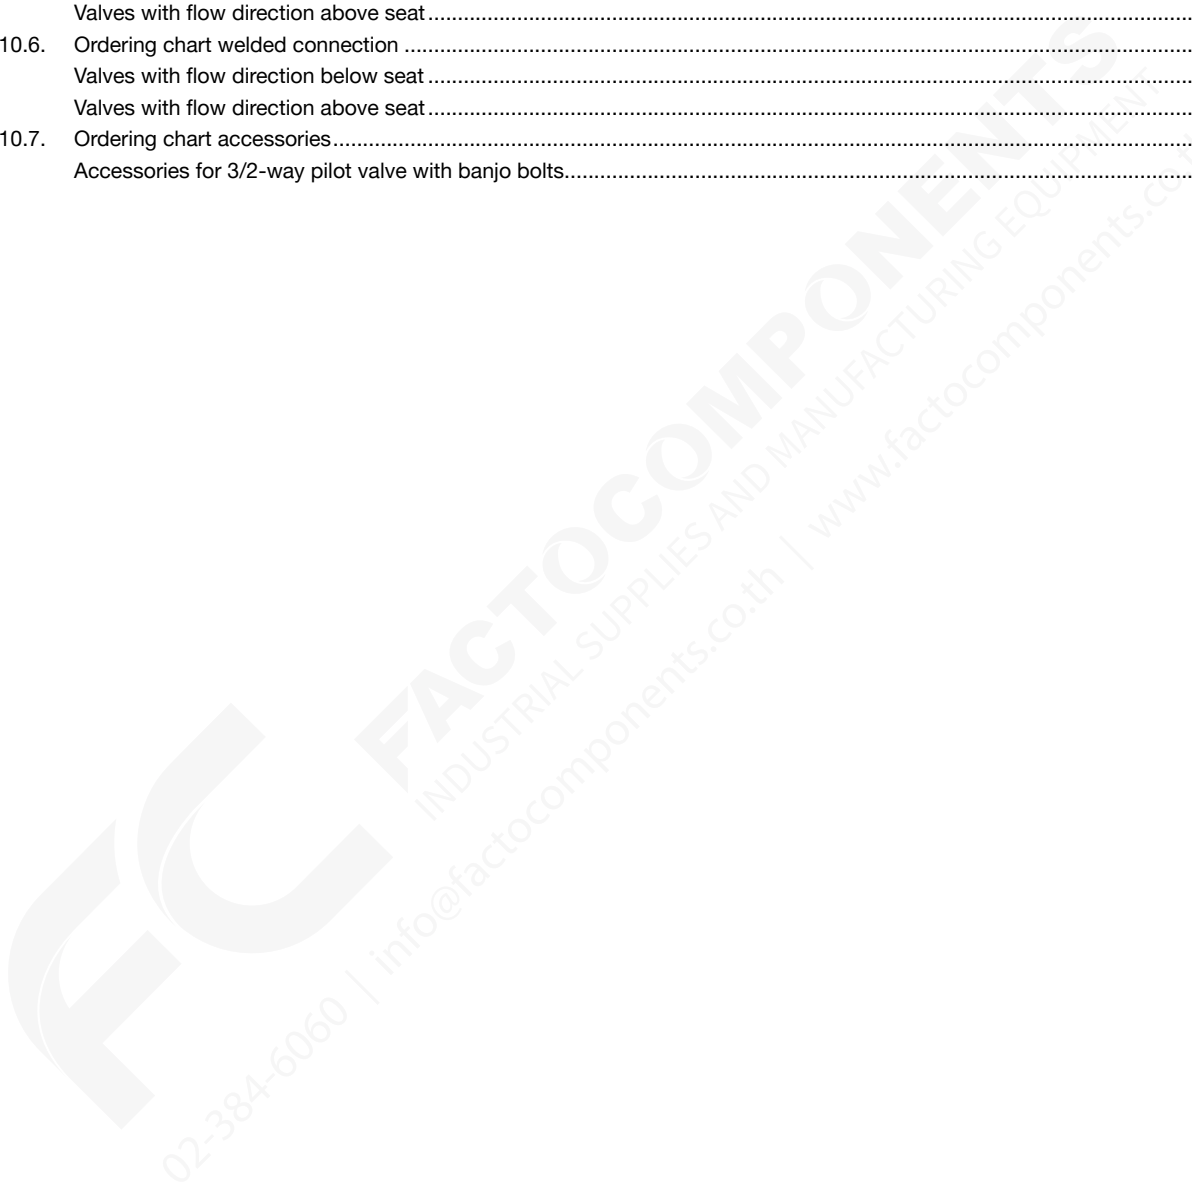 Valves with flow direction above seat....................................................................................
10.6. Ordering chart welded connection ....................................................................................
Valves with flow direction below seat....................................................................................
Valves with flow direction above seat....................................................................................
10.7. Ordering chart accessories....................................................................................
Accessories for 3/2-way pilot valve with banjo bolts....................................................................................
FC
FACTOCOMPONENTS
INDUSTRIAL SUPPLIES AND MANUFACTURING EQUIPMENT
02-384-6060 | info@factocomponents.co.th | www.factocomponents.co.t